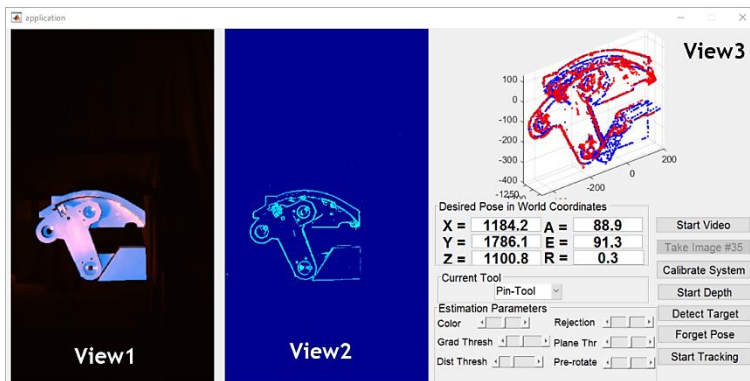 application
View1
View2
View3
100
0
-100
-200
-300
-400
-1250
-200
0
200
Desired Pose in World Coordinates
X = 1184.2 A = 88.9
Y = 1786.1 E = 91.3
Z = 1100.8 R = 0.3
Current Tool
Pin-Tool
Estimation Parameters
Color Rejection
Grad Thresh Plane Thr
Dist Thresh Pre-rotate
Start Video
Take Image #35
Calibrate System
Start Depth
Detect Target
Forget Pose
Start Tracking